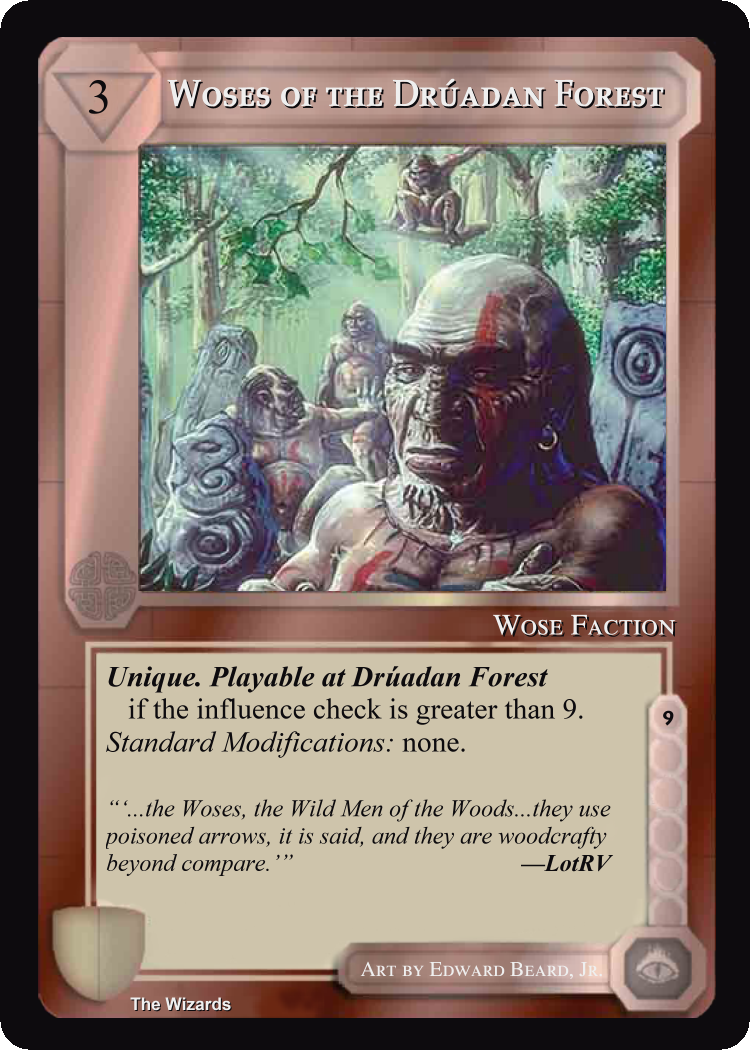 3
Woses of the Drúadan Forest
Wose Faction
Unique. Playable at Drúadan Forest
if the influence check is greater than 9.
Standard Modifications: none.
9
“‘...the Woses, the Wild Men of the Woods...they use
poisoned arrows, it is said, and they are woodcrafty
beyond compare.’” —LotRV
Art by Edward Beard, Jr.
The Wizards